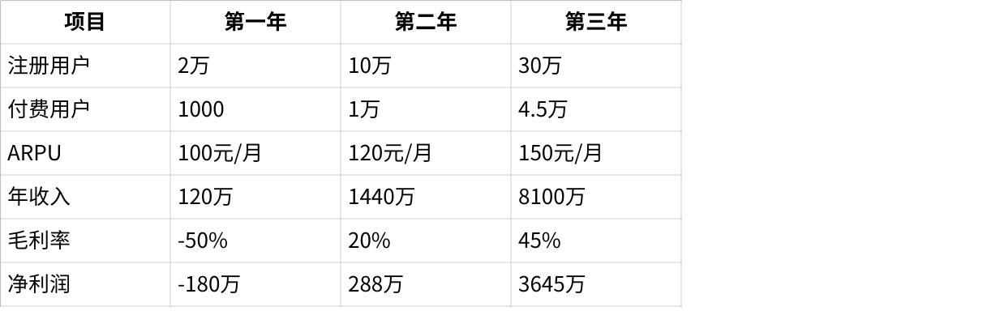 项目 第一年 第二年 第三年
注册用户 2万 10万 30万
付费用户 1000 1万 4.5万
ARPU 100元/月 120元/月 150元/月
年收入 120万 1440万 8100万
毛利率 -50% 20% 45%
净利润 -180万 288万 3645万